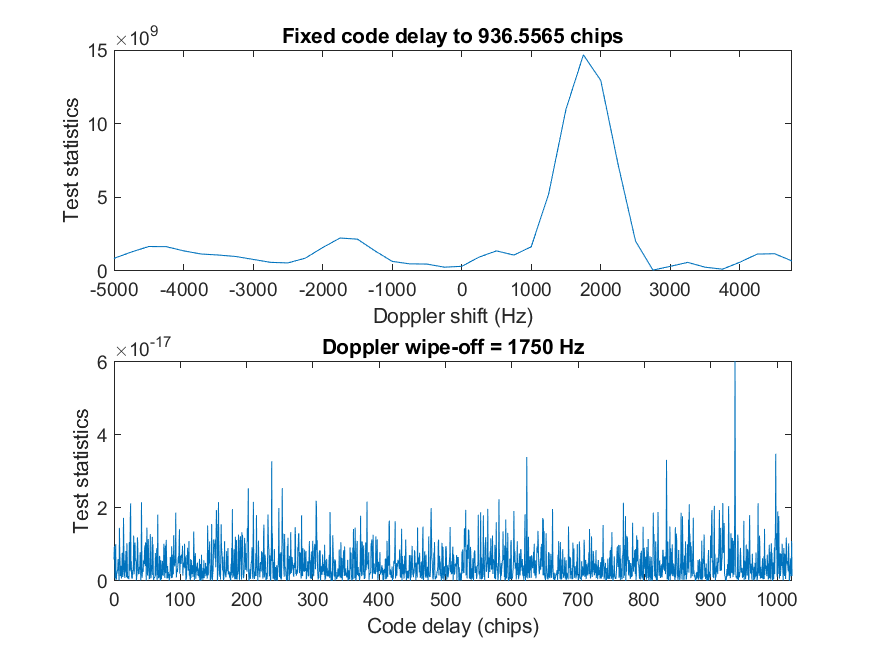 ×10⁹
Fixed code delay to 936.5565 chips
15
10
5
0
Test statistics
-5000 -4000 -3000 -2000 -1000 0 1000 2000 3000 4000
Doppler shift (Hz)
×10⁻¹⁷
Doppler wipe-off = 1750 Hz
6
4
2
0
Test statistics
0 100 200 300 400 500 600 700 800 900 1000
Code delay (chips)